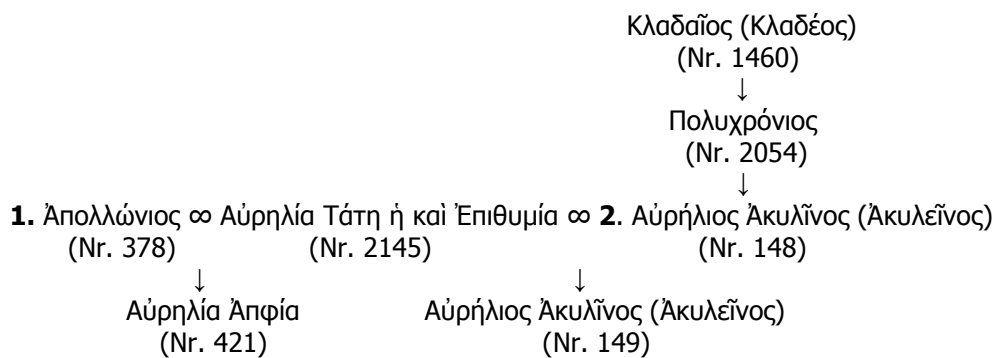 Κλαδαῖος (Κλαδέος)
(Nr. 1460)
↓
Πολυχρόνιος
(Nr. 2054)
↓
1. Ἀπολλώνιος ∞ Αὐρηλία Τάτη ἡ καὶ Ἐπιθυμία ∞ 2. Αὐρήλιος Ἀκυλῖνος (Ἀκυλεῖνος)
(Nr. 378) (Nr. 2145) (Nr. 148)
↓ ↓
Αὐρηλία Ἀπφία Αὐρήλιος Ἀκυλῖνος (Ἀκυλεῖνος)
(Nr. 421) (Nr. 149)